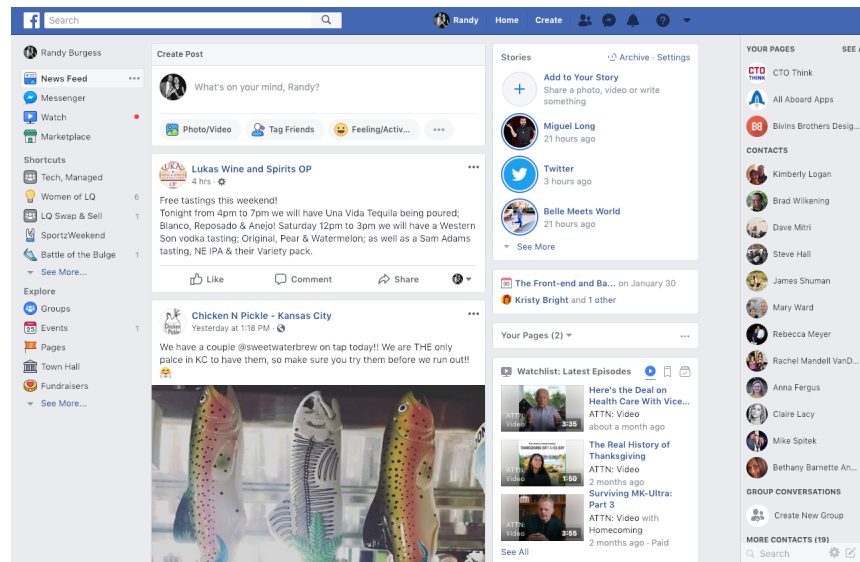 Search
Randy
Home
Create
Randy Burgess
News Feed
Messenger
Watch
Marketplace
Shortcuts
Tech, Managed
Women of LQ 6
LQ Swap & Sell 1
SportzWeekend
Battle of the Bulge 1
See More...
Explore
Groups
Events 1
Pages
Town Hall
Fundraisers
See More...
Create Post
What's on your mind, Randy?
Photo/Video
Tag Friends
Feeling/Activ...
Lukas Wine and Spirits OP
4 hrs ·
Free tastings this weekend!
Tonight from 4pm to 7pm we will have Una Vida Tequila being poured;
Blanco, Reposado & Anejo! Saturday 12pm to 3pm we will have a Western
Son vodka tasting; Original, Pear & Watermelon; as well as a Sam Adams
tasting, NE IPA & their Variety pack.
Like
Comment
Share
Chicken N Pickle - Kansas City
Yesterday at 1:18 PM ·
We have a couple @sweetwaterbrew on tap today!! We are THE only
palce in KC to have them, so make sure you try them before we run out!!
Stories
Archive · Settings
Add to Your Story
Share a photo, video or write
something
Miguel Long
21 hours ago
Twitter
3 hours ago
Belle Meets World
21 hours ago
See More
The Front-end and Ba... on January 30
Kristy Bright and 1 other
Your Pages (2)
Watchlist: Latest Episodes
ATTN:
Video
3:35
Here's the Deal on
Health Care With Vice...
ATTN: Video
about a month ago
ATTN:
Video
1:50
The Real History of
Thanksgiving
ATTN: Video
2 months ago
ATTN:
Video
3:55
Surviving MK-Ultra:
Part 3
ATTN: Video with
Homecoming
2 months ago · Paid
See All
YOUR PAGES SEE
CTO Think
All Aboard Apps
Bivins Brothers Desig...
CONTACTS
Kimberly Logan
Brad Wilkening
Dave Mitri
Steve Hall
James Shuman
Mary Ward
Rebecca Meyer
Rachel Mandell VanD...
Anna Fergus
Claire Lacy
Mike Spitek
Bethany Barnette An...
GROUP CONVERSATIONS
Create New Group
MORE CONTACTS (19)
Search